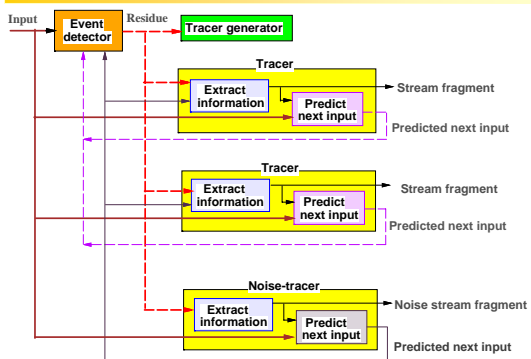 Input
Event
detector
Residue
Tracer generator
Tracer
Extract
information
Predict
next input
Stream fragment
Predicted next input
Tracer
Extract
information
Predict
next input
Stream fragment
Predicted next input
Noise-tracer
Extract
information
Predict
next input
Noise stream fragment
Predicted next input